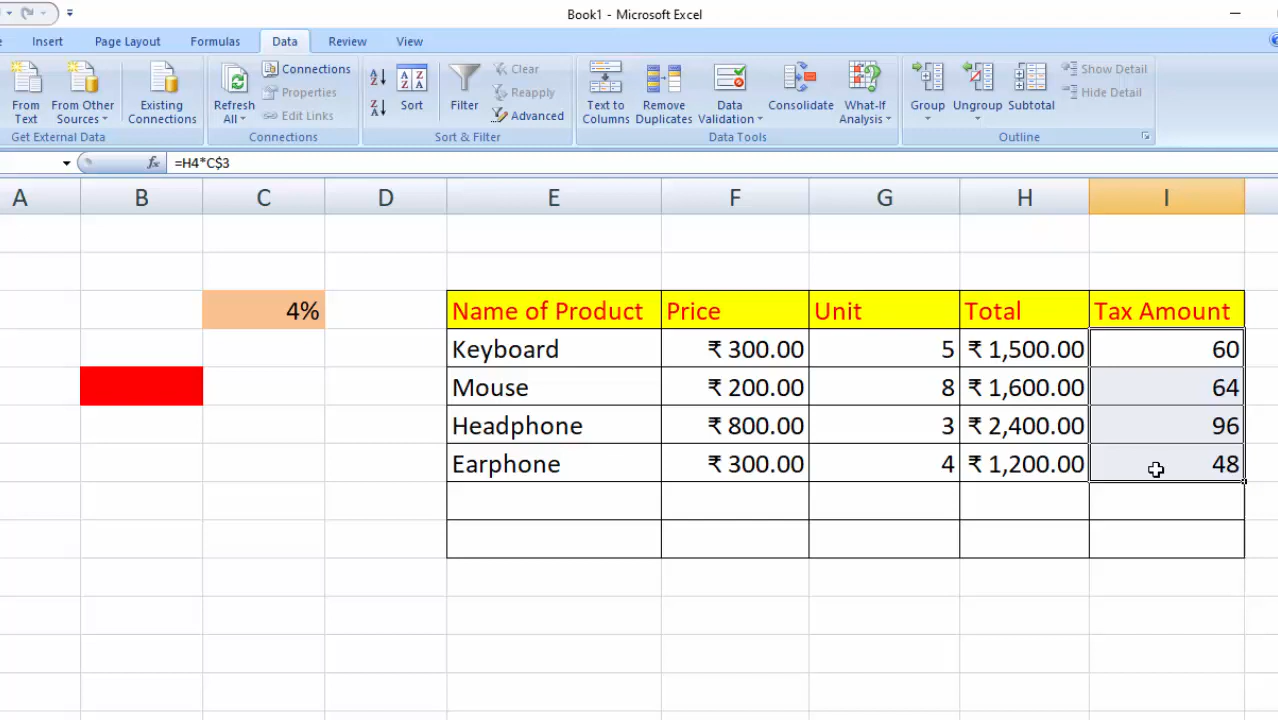 Book1 - Microsoft Excel
Insert Page Layout Formulas Data Review View
From Text
From Other Sources
Existing Connections
Get External Data
Refresh All
Connections
Properties
Edit Links
Connections
Sort
Filter
Clear
Reapply
Advanced
Sort & Filter
Text to Columns
Remove Duplicates
Data Validation
Consolidate
What-If Analysis
Data Tools
Group
Ungroup
Subtotal
Show Detail
Hide Detail
Outline
fx =H4*C$3
A B C D E F G H I
4% Name of Product Price Unit Total Tax Amount
Keyboard ₹ 300.00 5 ₹ 1,500.00 60
Mouse ₹ 200.00 8 ₹ 1,600.00 64
Headphone ₹ 800.00 3 ₹ 2,400.00 96
Earphone ₹ 300.00 4 ₹ 1,200.00 48